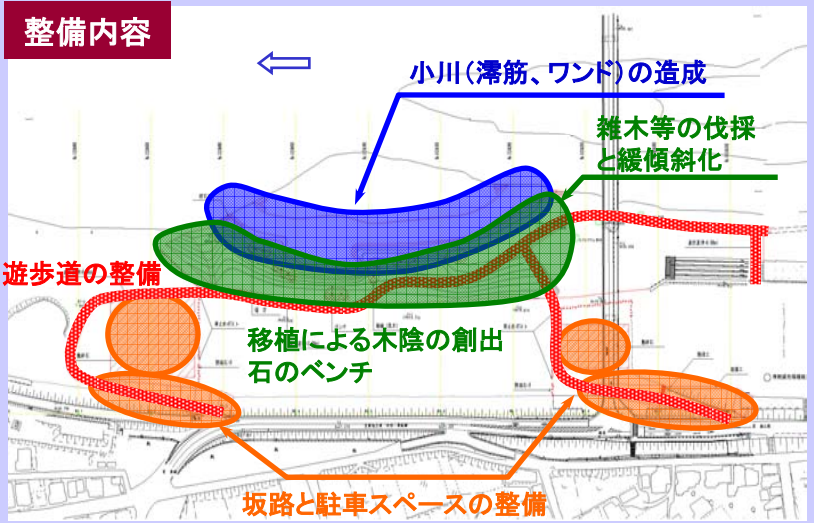 整備内容
小川(澪筋、ワンド)の造成
雑木等の伐採
と緩傾斜化
遊歩道の整備
移植による木陰の創出
石のベンチ
坂路と駐車スペースの整備